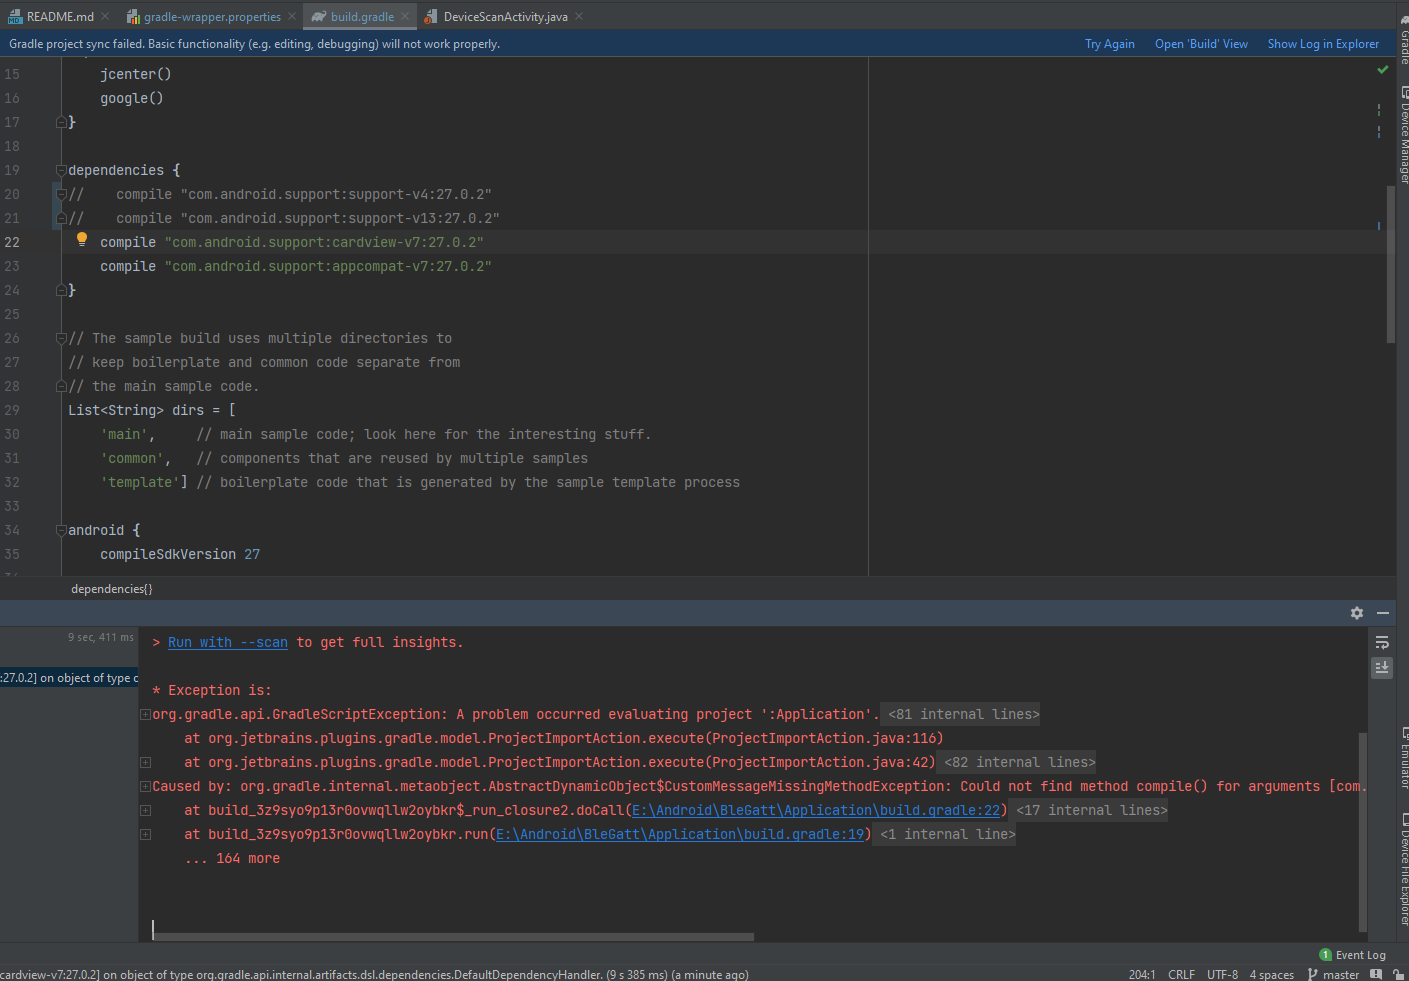 README.md gradle-wrapper.properties build.gradle DeviceScanActivity.java
Gradle project sync failed. Basic functionality (e.g. editing, debugging) will not work properly. Try Again Open 'Build' View Show Log in Explorer
15 jcenter()
16 google()
17 }
18
19 dependencies {
20 // compile "com.android.support:support-v4:27.0.2"
21 // compile "com.android.support:support-v13:27.0.2"
22 compile "com.android.support:cardview-v7:27.0.2"
23 compile "com.android.support:appcompat-v7:27.0.2"
24 }
25
26 // The sample build uses multiple directories to
27 // keep boilerplate and common code separate from
28 // the main sample code.
29 List<String> dirs = [
30 'main', // main sample code; look here for the interesting stuff.
31 'common', // components that are reused by multiple samples
32 'template'] // boilerplate code that is generated by the sample template process
33
34 android {
35 compileSdkVersion 27
dependencies{}
9 sec, 411 ms
:27.0.2] on object of type o
> Run with --scan to get full insights.
* Exception is:
org.gradle.api.GradleScriptException: A problem occurred evaluating project ':Application'. <81 internal lines>
at org.jetbrains.plugins.gradle.model.ProjectImportAction.execute(ProjectImportAction.java:116)
at org.jetbrains.plugins.gradle.model.ProjectImportAction.execute(ProjectImportAction.java:42) <82 internal lines>
Caused by: org.gradle.internal.metaobject.AbstractDynamicObject$CustomMessageMissingMethodException: Could not find method compile() for arguments [com.
at build_3z9syo9p13r0ovwqllw2oybkr$_run_closure2.doCall(E:\Android\BleGatt\Application\build.gradle:22) <17 internal lines>
at build_3z9syo9p13r0ovwqllw2oybkr.run(E:\Android\BleGatt\Application\build.gradle:19) <1 internal line>
... 164 more
Gradle
Device Manager
Emulator
Device File Explorer
1 Event Log
cardview-v7:27.0.2] on object of type org.gradle.api.internal.artifacts.dsl.dependencies.DefaultDependencyHandler. (9 s 385 ms) (a minute ago) 204:1 CRLF UTF-8 4 spaces master